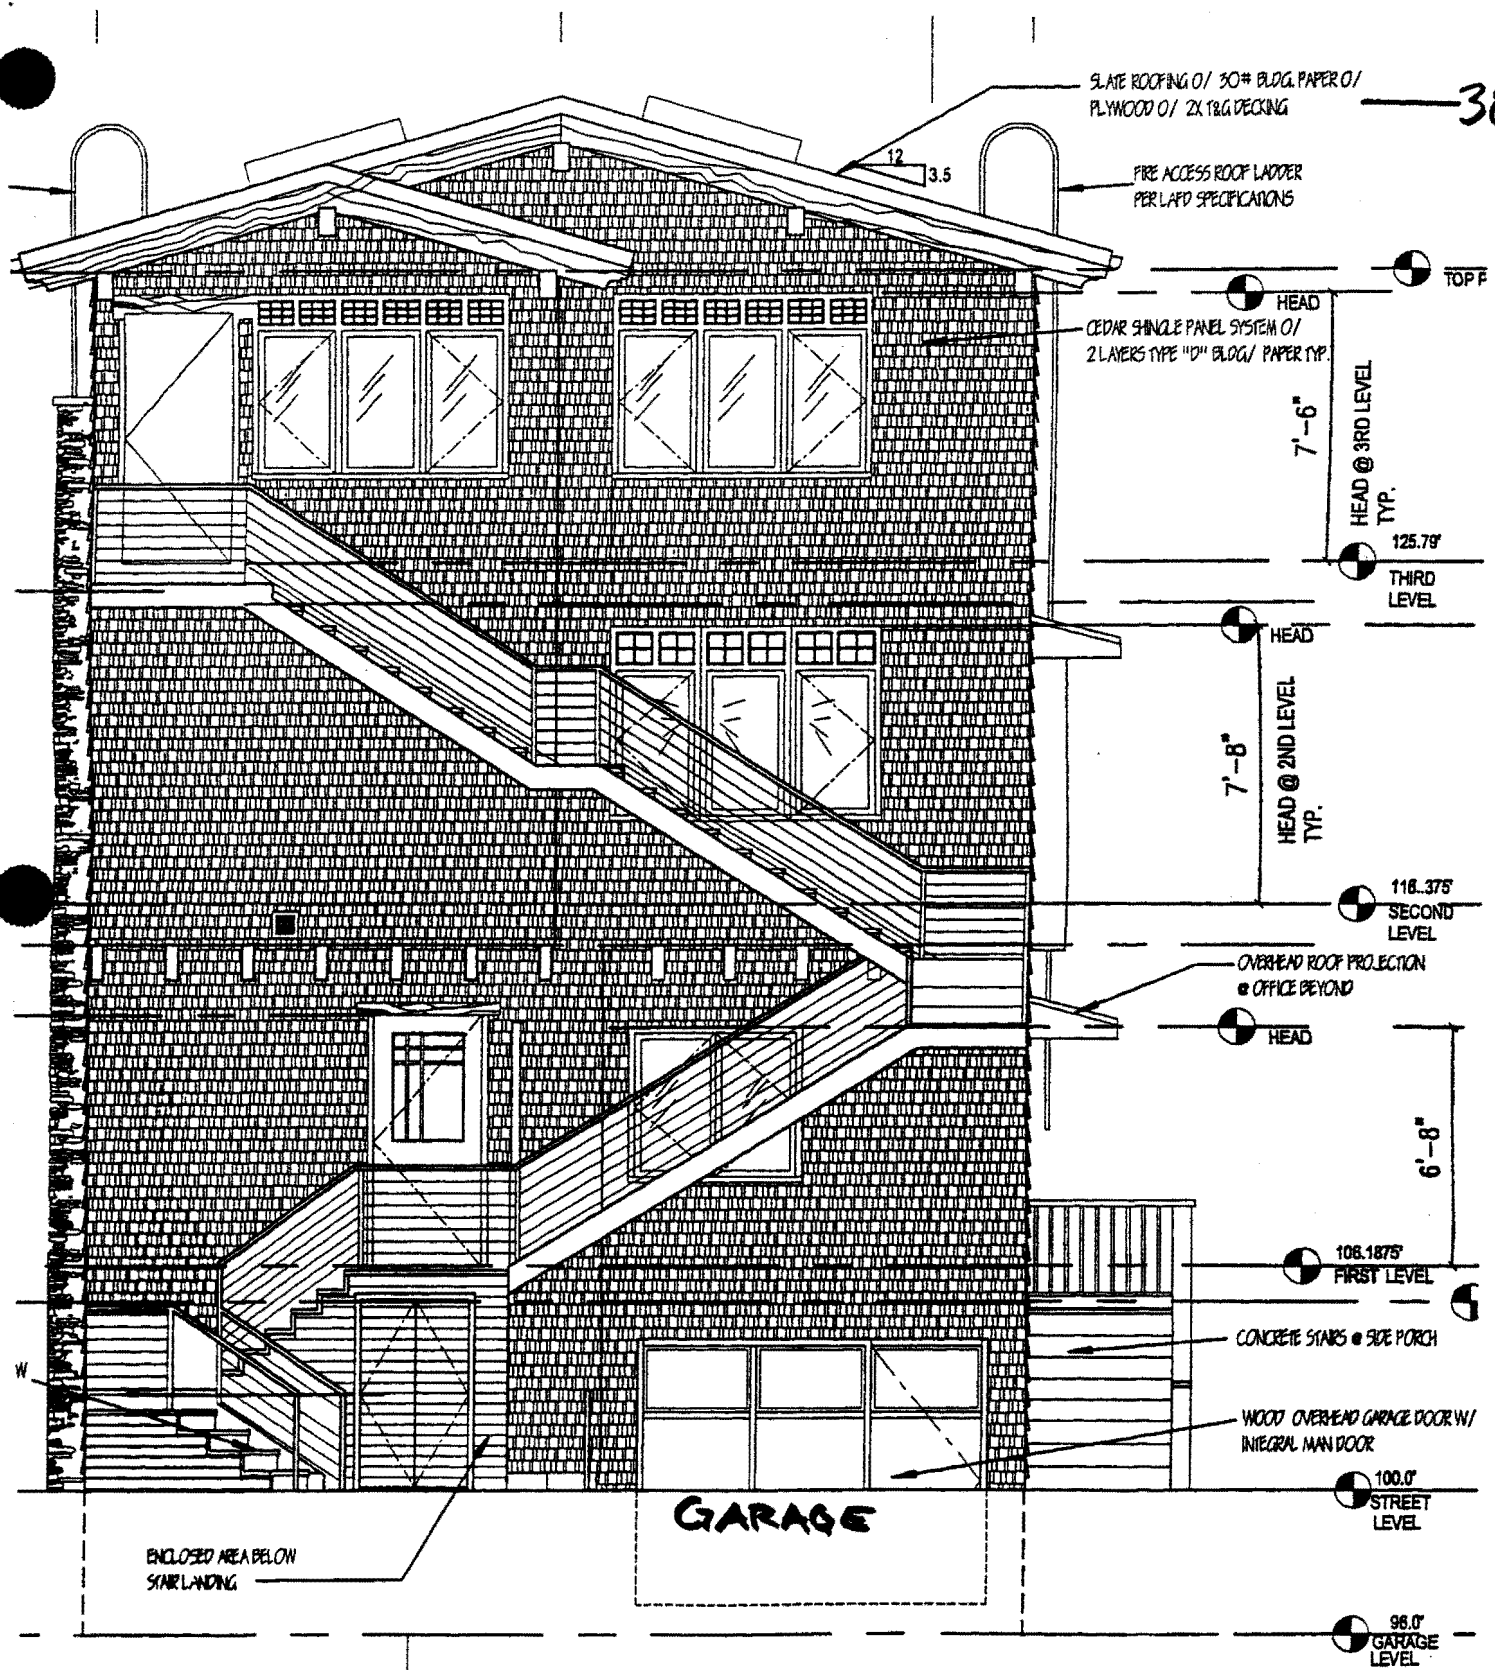 SLATE ROOFING O/ 30# BLDG. PAPER O/
PLYWOOD O/ 2X T&G DECKING
12
3.5
FIRE ACCESS ROOF LADDER
PER LAFD SPECIFICATIONS
TOP F
HEAD
CEDAR SHINGLE PANEL SYSTEM O/
2 LAYERS TYPE "D" BLDG/ PAPER TYP.
7'-6"
HEAD @ 3RD LEVEL
TYP.
125.79'
THIRD
LEVEL
HEAD
7'-8"
HEAD @ 2ND LEVEL
TYP.
116..375'
SECOND
LEVEL
OVERHEAD ROOF PROJECTION
@ OFFICE BEYOND
HEAD
6'-8"
106.1875'
FIRST LEVEL
CONCRETE STAIRS @ SIDE PORCH
W
WOOD OVERHEAD GARAGE DOOR W/
INTEGRAL MAN DOOR
100.0'
STREET
LEVEL
GARAGE
ENCLOSED AREA BELOW
STAIR LANDING
96.0'
GARAGE
LEVEL